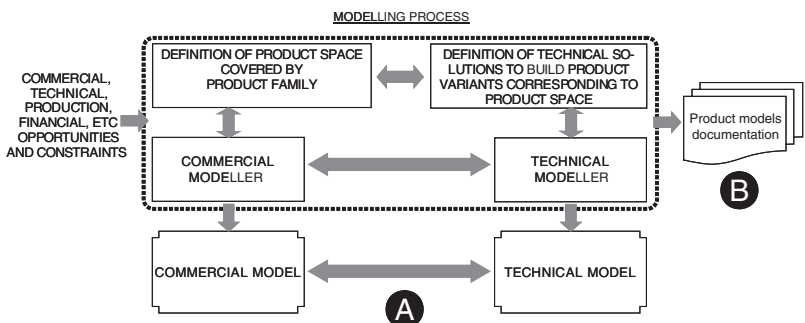 MODELLING PROCESS
DEFINITION OF PRODUCT SPACE
COVERED BY
PRODUCT FAMILY
DEFINITION OF TECHNICAL SO-
LUTIONS TO BUILD PRODUCT
VARIANTS CORRESPONDING TO
PRODUCT SPACE
COMMERCIAL,
TECHNICAL,
PRODUCTION,
FINANCIAL, ETC
OPPORTUNITIES
AND CONSTRAINTS
COMMERCIAL
MODELLER
TECHNICAL
MODELLER
Product models
documentation
B
COMMERCIAL MODEL
TECHNICAL MODEL
A